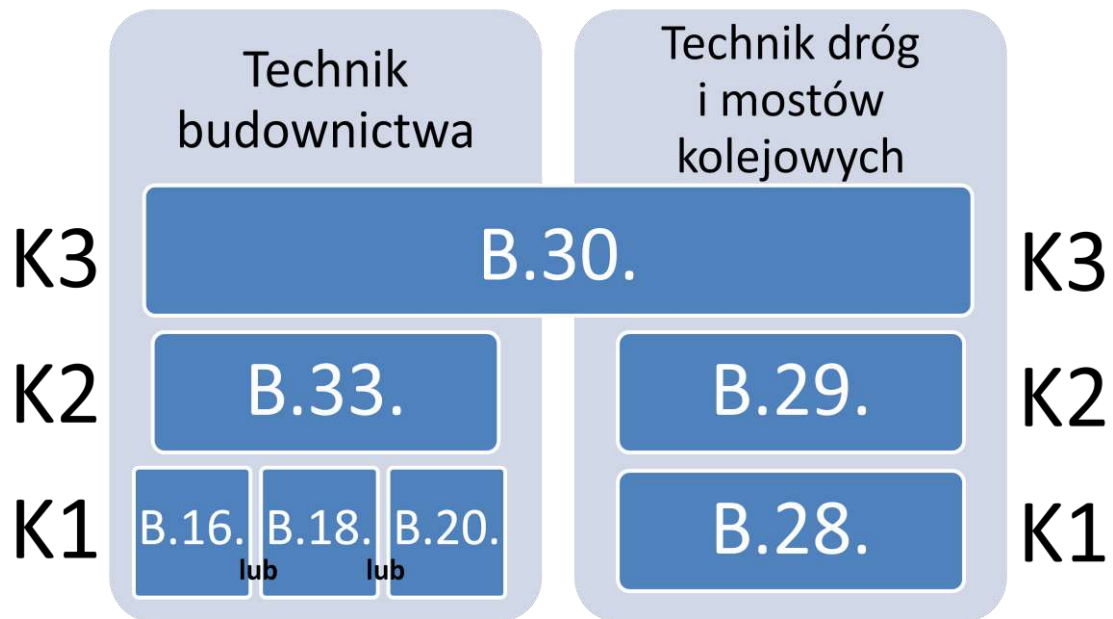 Technik
budownictwa
Technik dróg
i mostów
kolejowych
K3
B.30.
K3
K2
B.33.
B.29.
K2
K1
B.16.
lub
B.18.
lub
B.20.
B.28.
K1